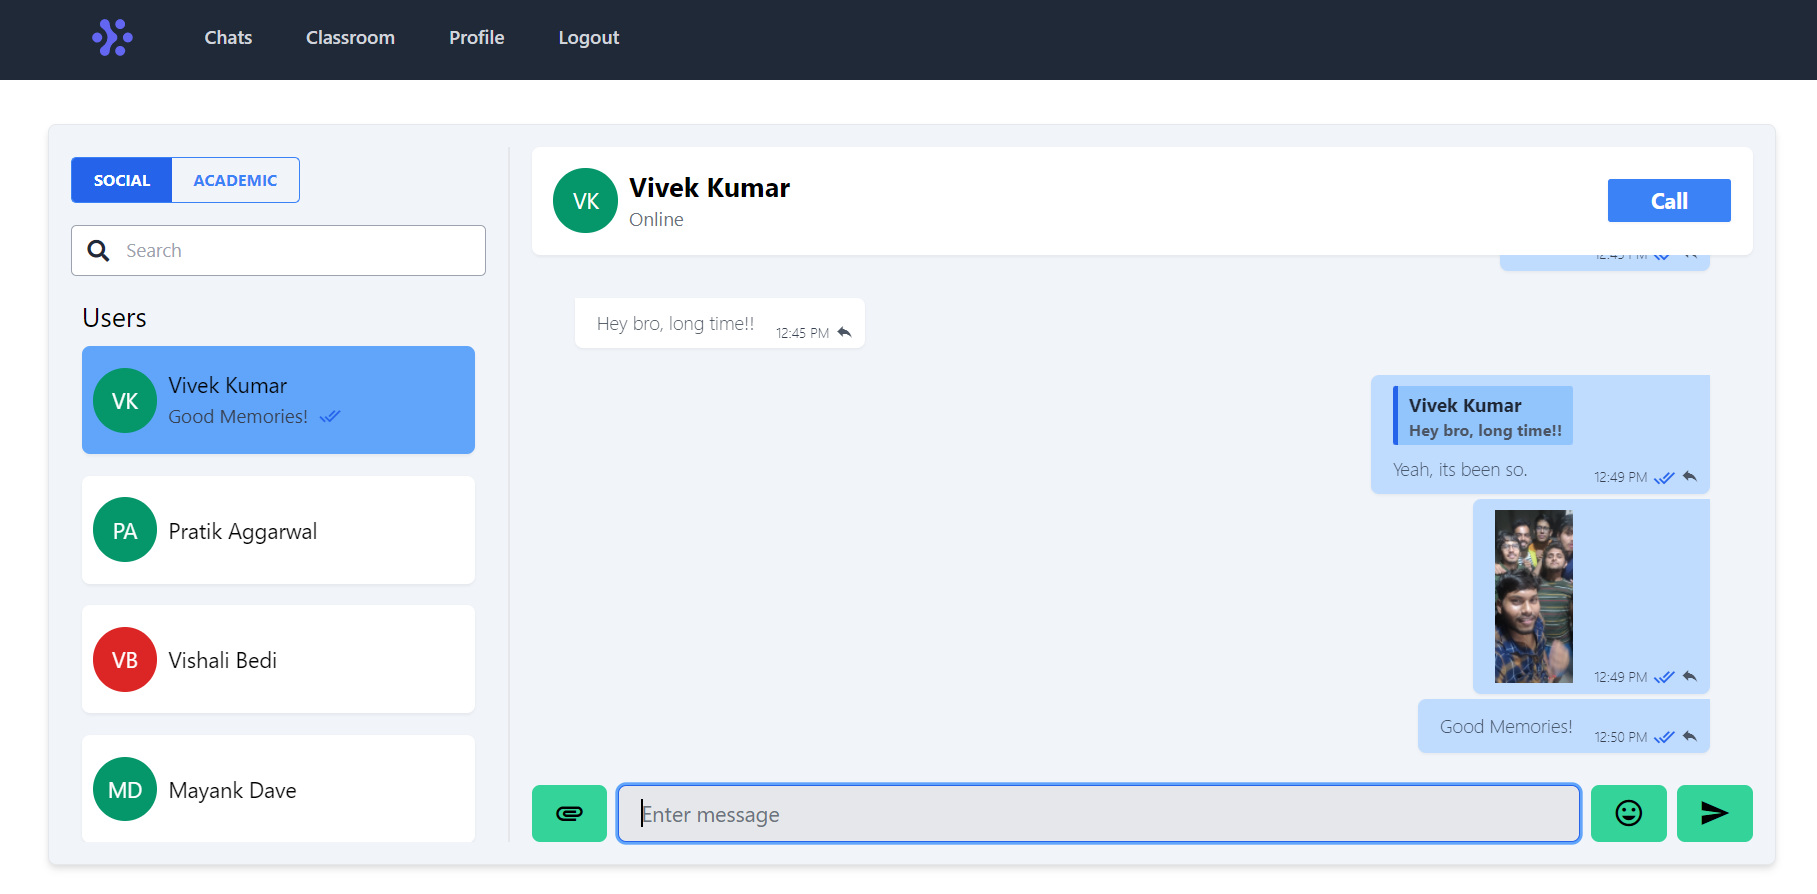 Chats
Classroom
Profile
Logout
SOCIAL
ACADEMIC
Search
Users
VK
Vivek Kumar
Good Memories!
PA
Pratik Aggarwal
VB
Vishali Bedi
MD
Mayank Dave
VK
Vivek Kumar
Online
Call
Hey bro, long time!!
12:45 PM
Vivek Kumar
Hey bro, long time!!
Yeah, its been so.
12:49 PM
12:49 PM
Good Memories!
12:50 PM
Enter message